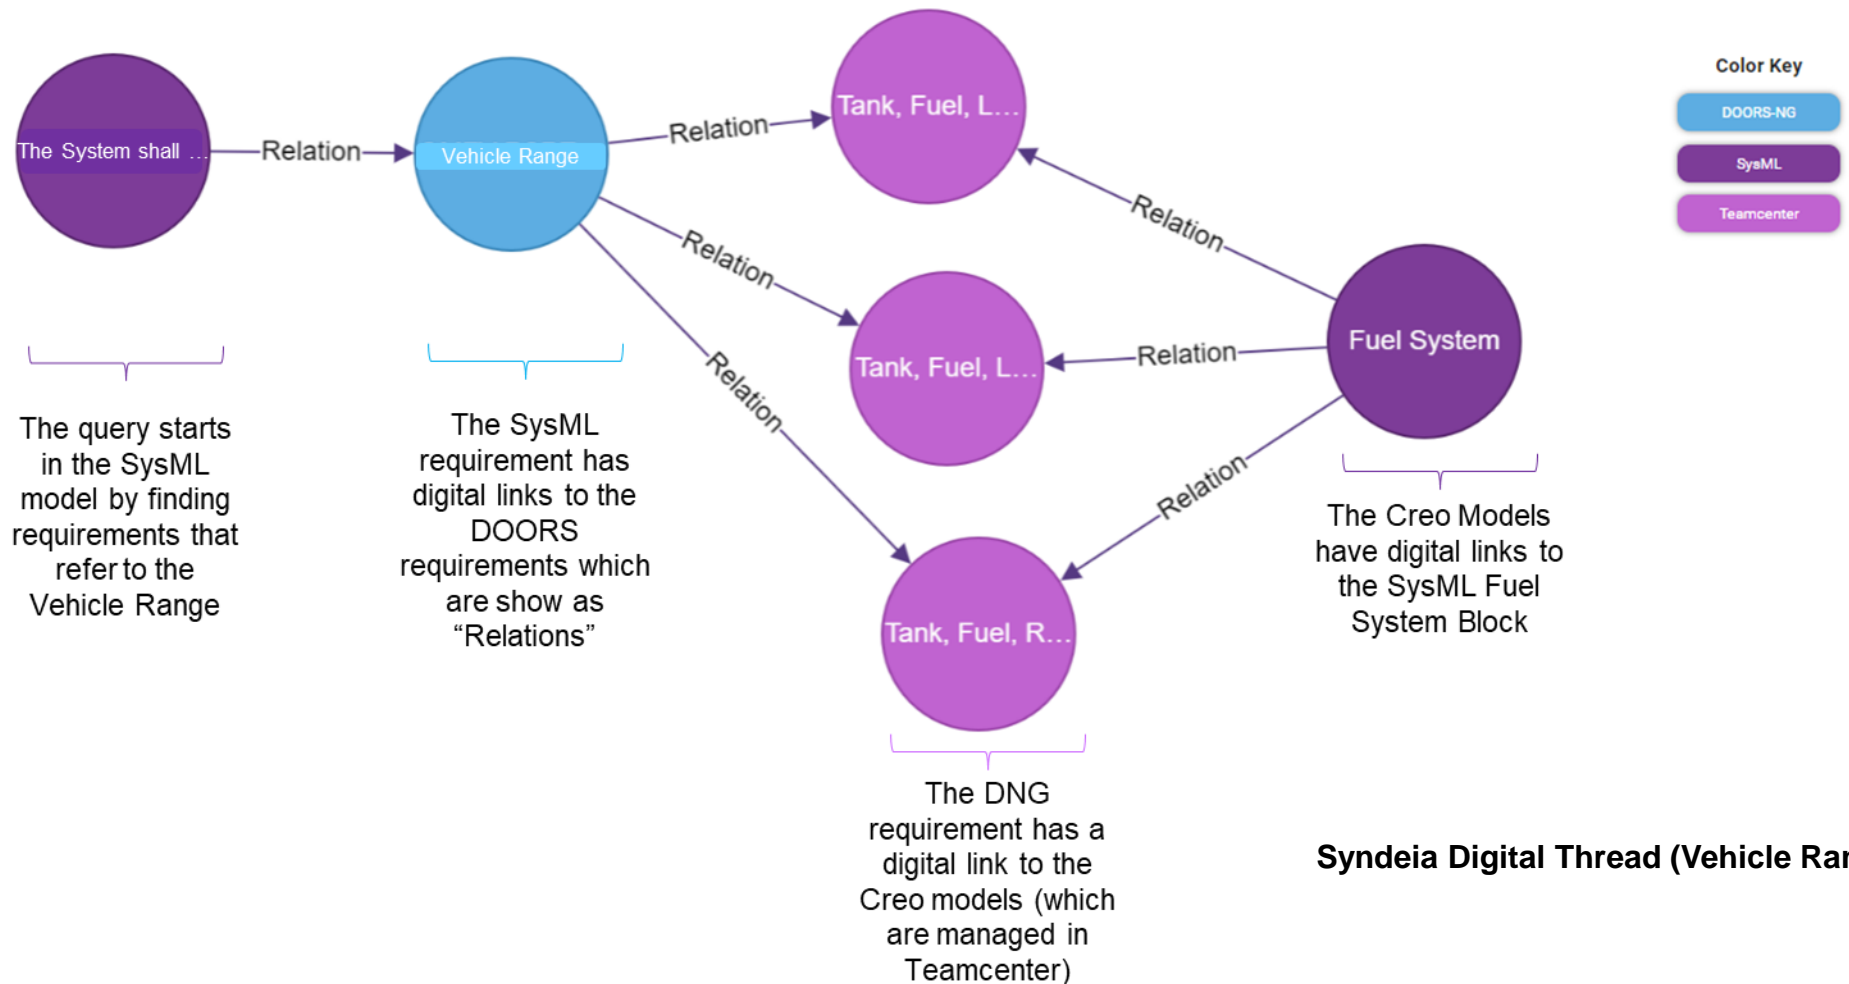 The System shall ...
Relation
Vehicle Range
Relation
Relation
Relation
Tank, Fuel, L...
Tank, Fuel, L...
Tank, Fuel, R...
Relation
Relation
Relation
Fuel System
Color Key
DOORS-NG
SysML
Teamcenter
The query starts
in the SysML
model by finding
requirements that
refer to the
Vehicle Range
The SysML
requirement has
digital links to the
DOORS
requirements which
are show as
“Relations”
The DNG
requirement has a
digital link to the
Creo models (which
are managed in
Teamcenter)
The Creo Models
have digital links to
the SysML Fuel
System Block
Syndeia Digital Thread (Vehicle